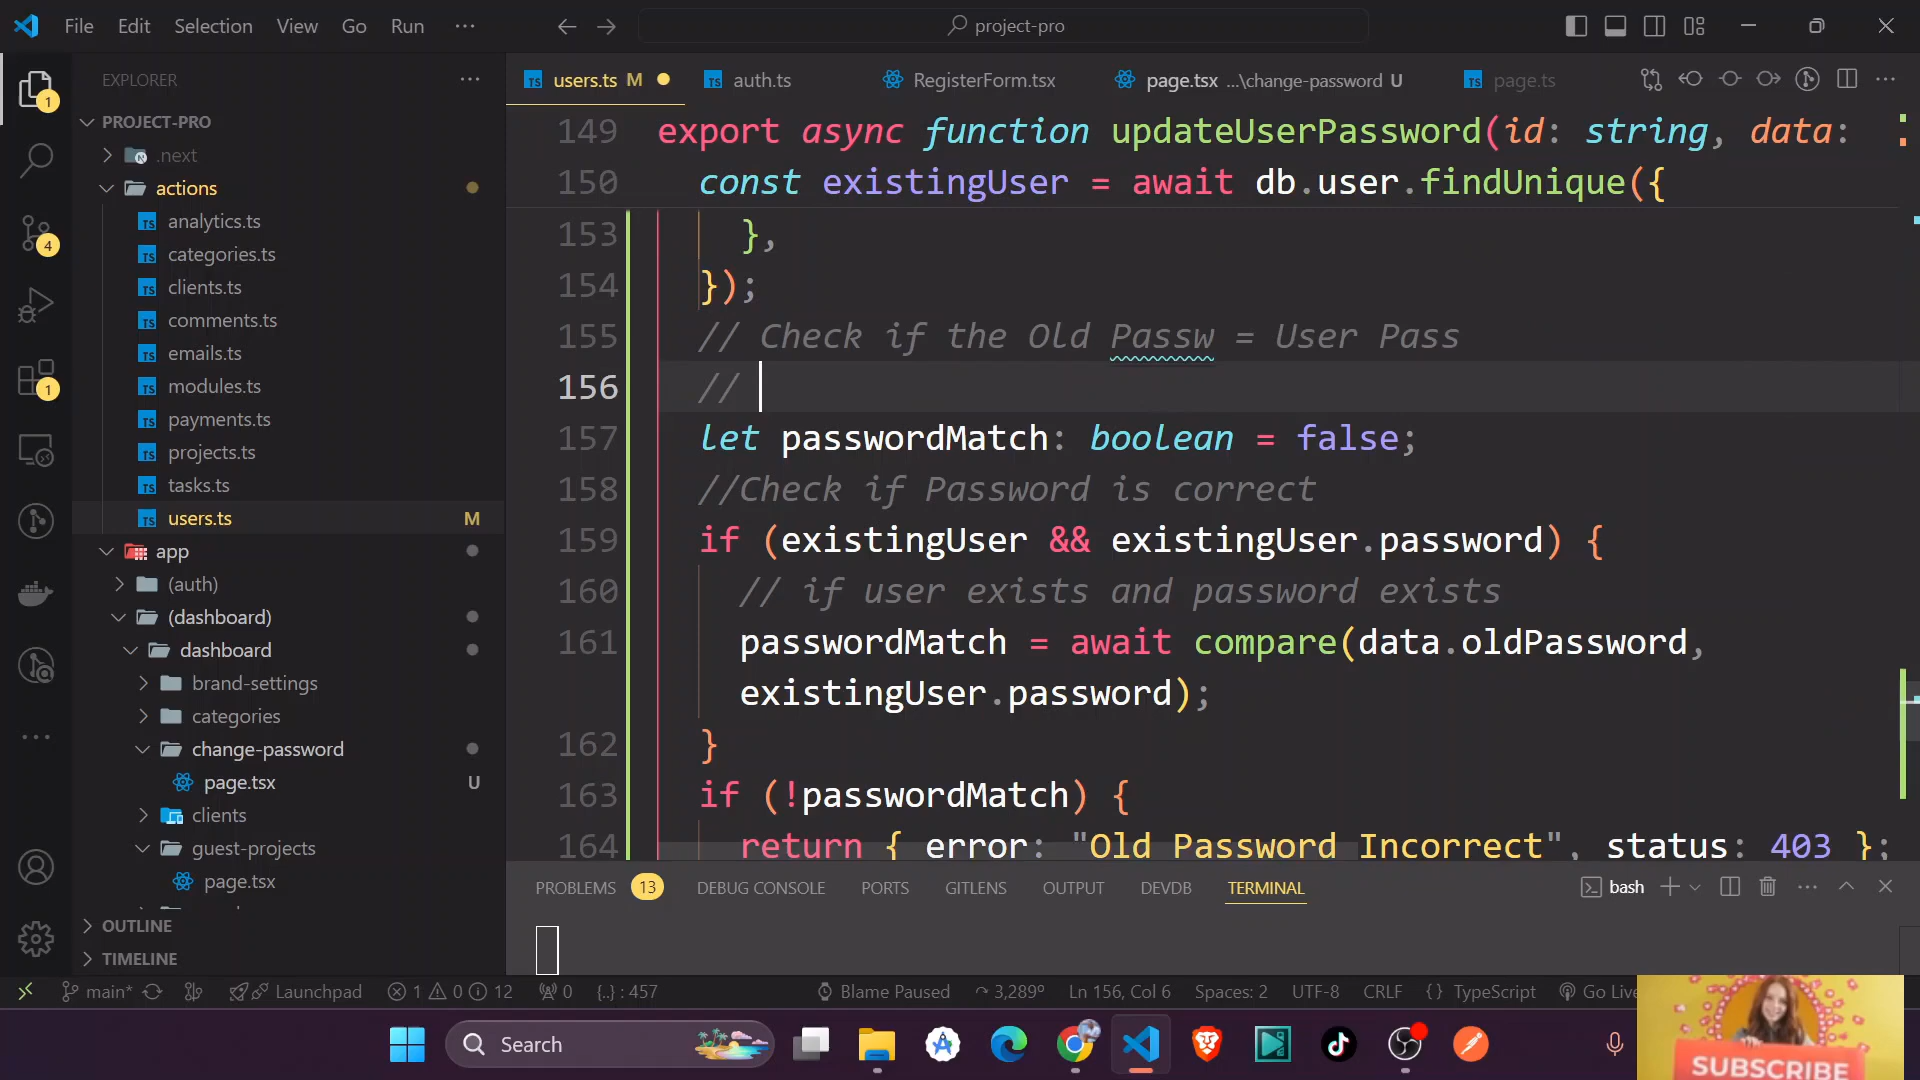 File Edit Selection View Go Run ··· project-pro
EXPLORER ···
users.ts M auth.ts RegisterForm.tsx page.tsx ...\change-password U page.ts ···
PROJECT-PRO
.next
actions
analytics.ts
categories.ts
clients.ts
comments.ts
emails.ts
modules.ts
payments.ts
projects.ts
tasks.ts
users.ts M
app
(auth)
(dashboard)
dashboard
brand-settings
categories
change-password
page.tsx U
clients
guest-projects
page.tsx
OUTLINE
TIMELINE
1
4
1
149 export async function updateUserPassword(id: string, data:
150 const existingUser = await db.user.findUnique({
153 },
154 });
155 // Check if the Old Passw = User Pass
156 //
157 let passwordMatch: boolean = false;
158 //Check if Password is correct
159 if (existingUser && existingUser.password) {
160 // if user exists and password exists
161 passwordMatch = await compare(data.oldPassword,
existingUser.password);
162 }
163 if (!passwordMatch) {
164 return { error: "Old Password Incorrect", status: 403 };
PROBLEMS 13 DEBUG CONSOLE PORTS GITLENS OUTPUT DEVDB TERMINAL bash ···
main* Launchpad 1 0 12 0 {..} : 457 Blame Paused 3,289º Ln 156, Col 6 Spaces: 2 UTF-8 CRLF { } TypeScript Go Live
Search
SUBSCRIBE